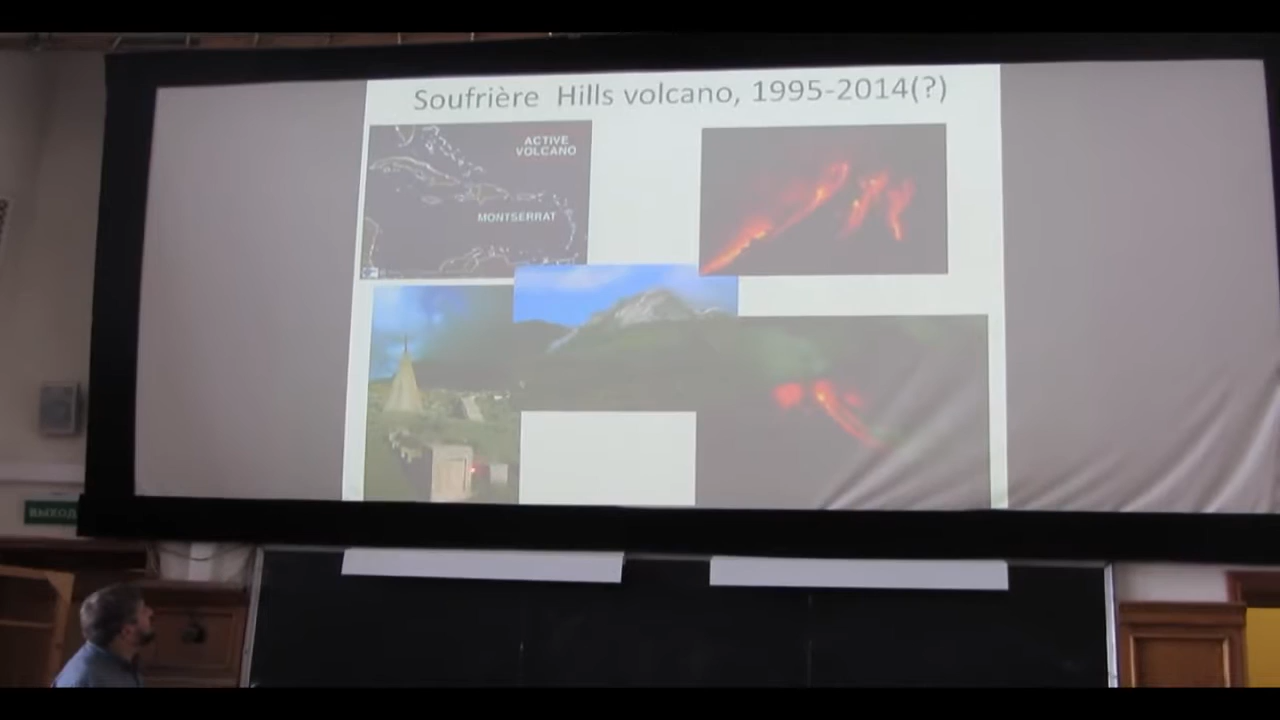 Soufrière Hills volcano, 1995-2014(?)
ACTIVE
VOLCANO
MONTSERRAT
ВЫХОД